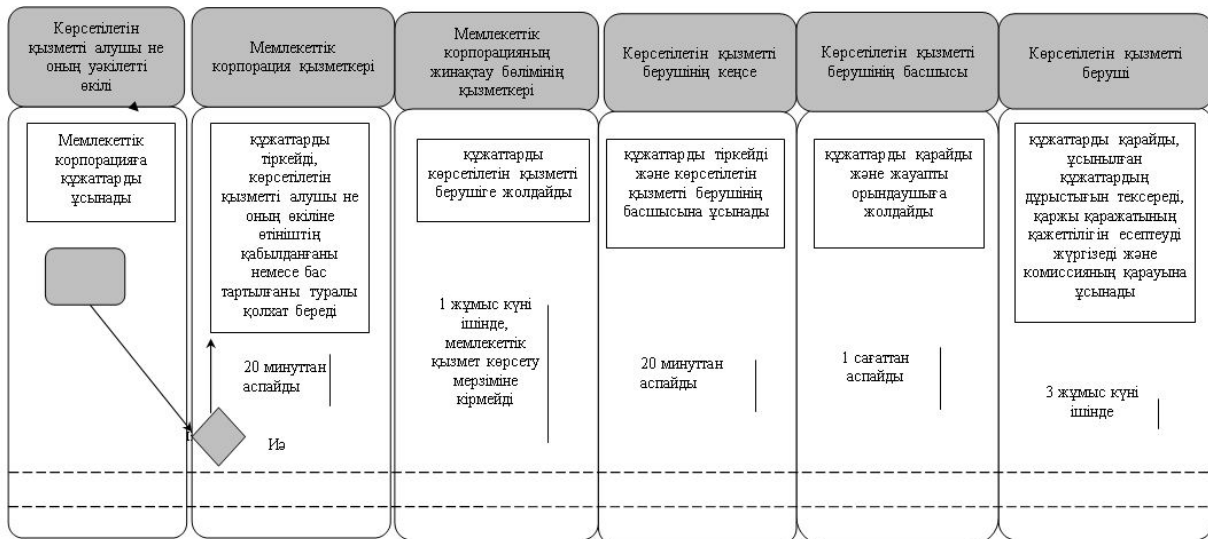 Көрсетілетін
қызметті алушы не
оның уәкілетті
өкілі
Мемлекеттік
корпорация қызметкері
Мемлекеттік
корпорацияның
жинақтау бөлімінің
қызметкері
Көрсетілетін қызметті
берушінің кеңсе
Көрсетілетін қызметті
берушінің басшысы
Көрсетілетін қызметті
беруші
Мемлекеттік
корпорацияға
құжаттарды
ұсынады
құжаттарды
тіркейді,
көрсетілетін
қызметті алушы не
оның өкіліне
өтініштің
қабылданғаны
немесе бас
тартылғаны туралы
қолхат береді
құжаттарды
көрсетілетін қызметті
берушіге жолдайды
құжаттарды тіркейді
және көрсетілетін
қызметті берушінің
басшысына ұсынады
құжаттарды қарайды
және жауапты
орындаушыға
жолдайды
құжаттарды қарайды,
ұсынылған
құжаттардың
дұрыстығын тексереді,
қаржы қаражатының
қажеттілігін есептеуді
жүргізеді және
комиссияның қарауына
ұсынады
20 минуттан
аспайды
1 жұмыс күні
ішінде,
мемлекеттік
қызмет көрсету
мерзіміне
кірмейді
20 минуттан
аспайды
1 сағаттан
аспайды
3 жұмыс күні
ішінде
Иә